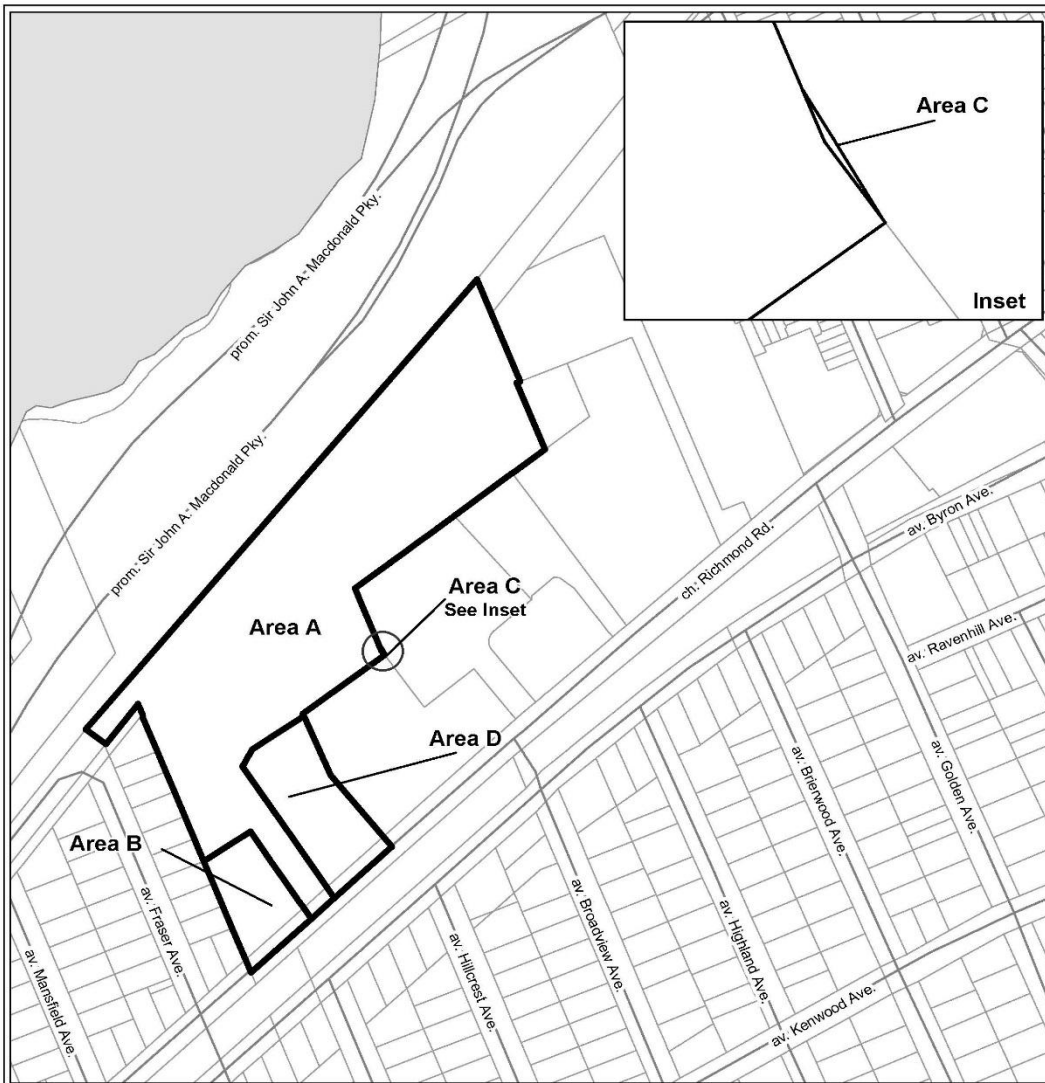 Area C
Inset
prom. Sir John A. Macdonald Pky.
prom. Sir John A. Macdonald Pky.
av. Byron Ave.
ch. Richmond Rd.
Area C
See Inset
Area A
av. Ravenhill Ave.
Area D
av. Golden Ave.
av. Brierwood Ave.
Area B
av. Highland Ave.
av. Broadview Ave.
av. Fraser Ave.
av. Hillcrest Ave.
av. Mansfield Ave.
av. Kenwood Ave.